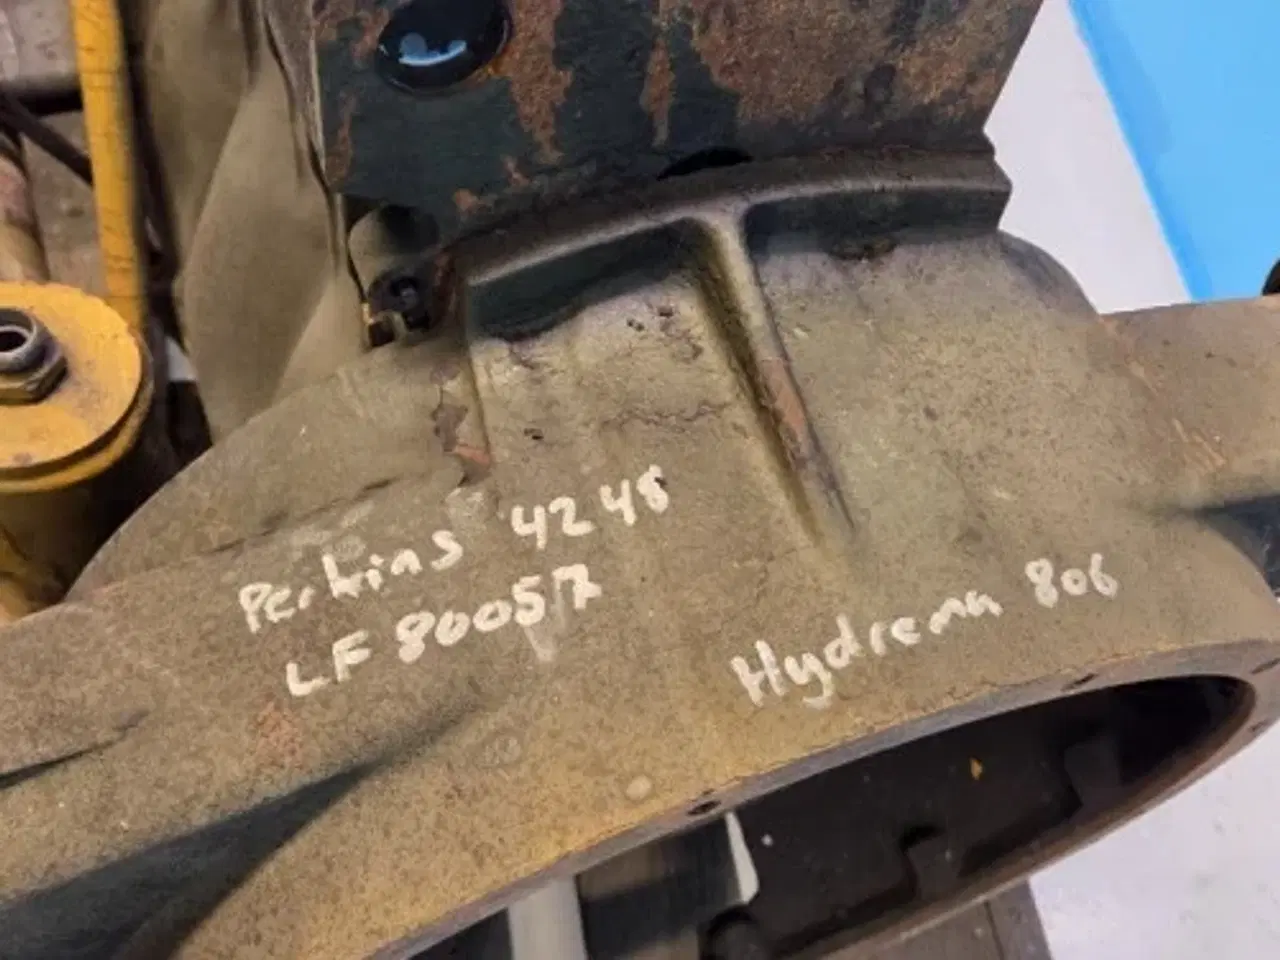 Perkins 4248
LF 80057
Hydrema 806